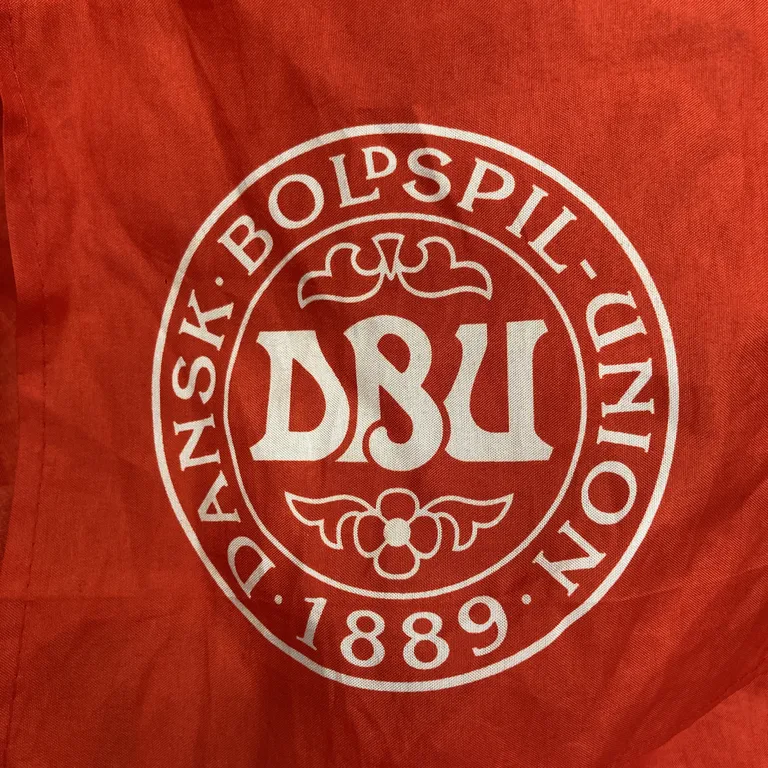 DANSK · BOLDSPIL-UNION
· 1889 ·
DBU